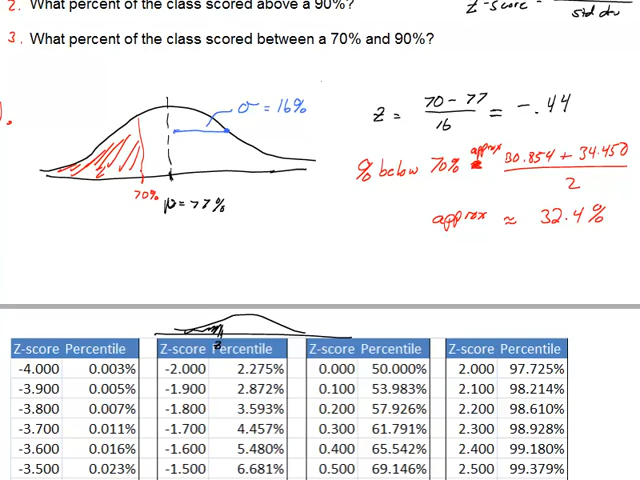 2. What percent of the class scored above a 90%?
z-score =
std dev
3. What percent of the class scored between a 70% and 90%?
1.
σ = 16%
70%
μ = 77%
z = 70 - 77 / 16 = -.44
% below 70% approx 30.854 + 34.450 / 2
approx ≈ 32.4%
Z-score Percentile Z-score Percentile Z-score Percentile Z-score Percentile
-4.000 0.003% -2.000 2.275% 0.000 50.000% 2.000 97.725%
-3.900 0.005% -1.900 2.872% 0.100 53.983% 2.100 98.214%
-3.800 0.007% -1.800 3.593% 0.200 57.926% 2.200 98.610%
-3.700 0.011% -1.700 4.457% 0.300 61.791% 2.300 98.928%
-3.600 0.016% -1.600 5.480% 0.400 65.542% 2.400 99.180%
-3.500 0.023% -1.500 6.681% 0.500 69.146% 2.500 99.379%